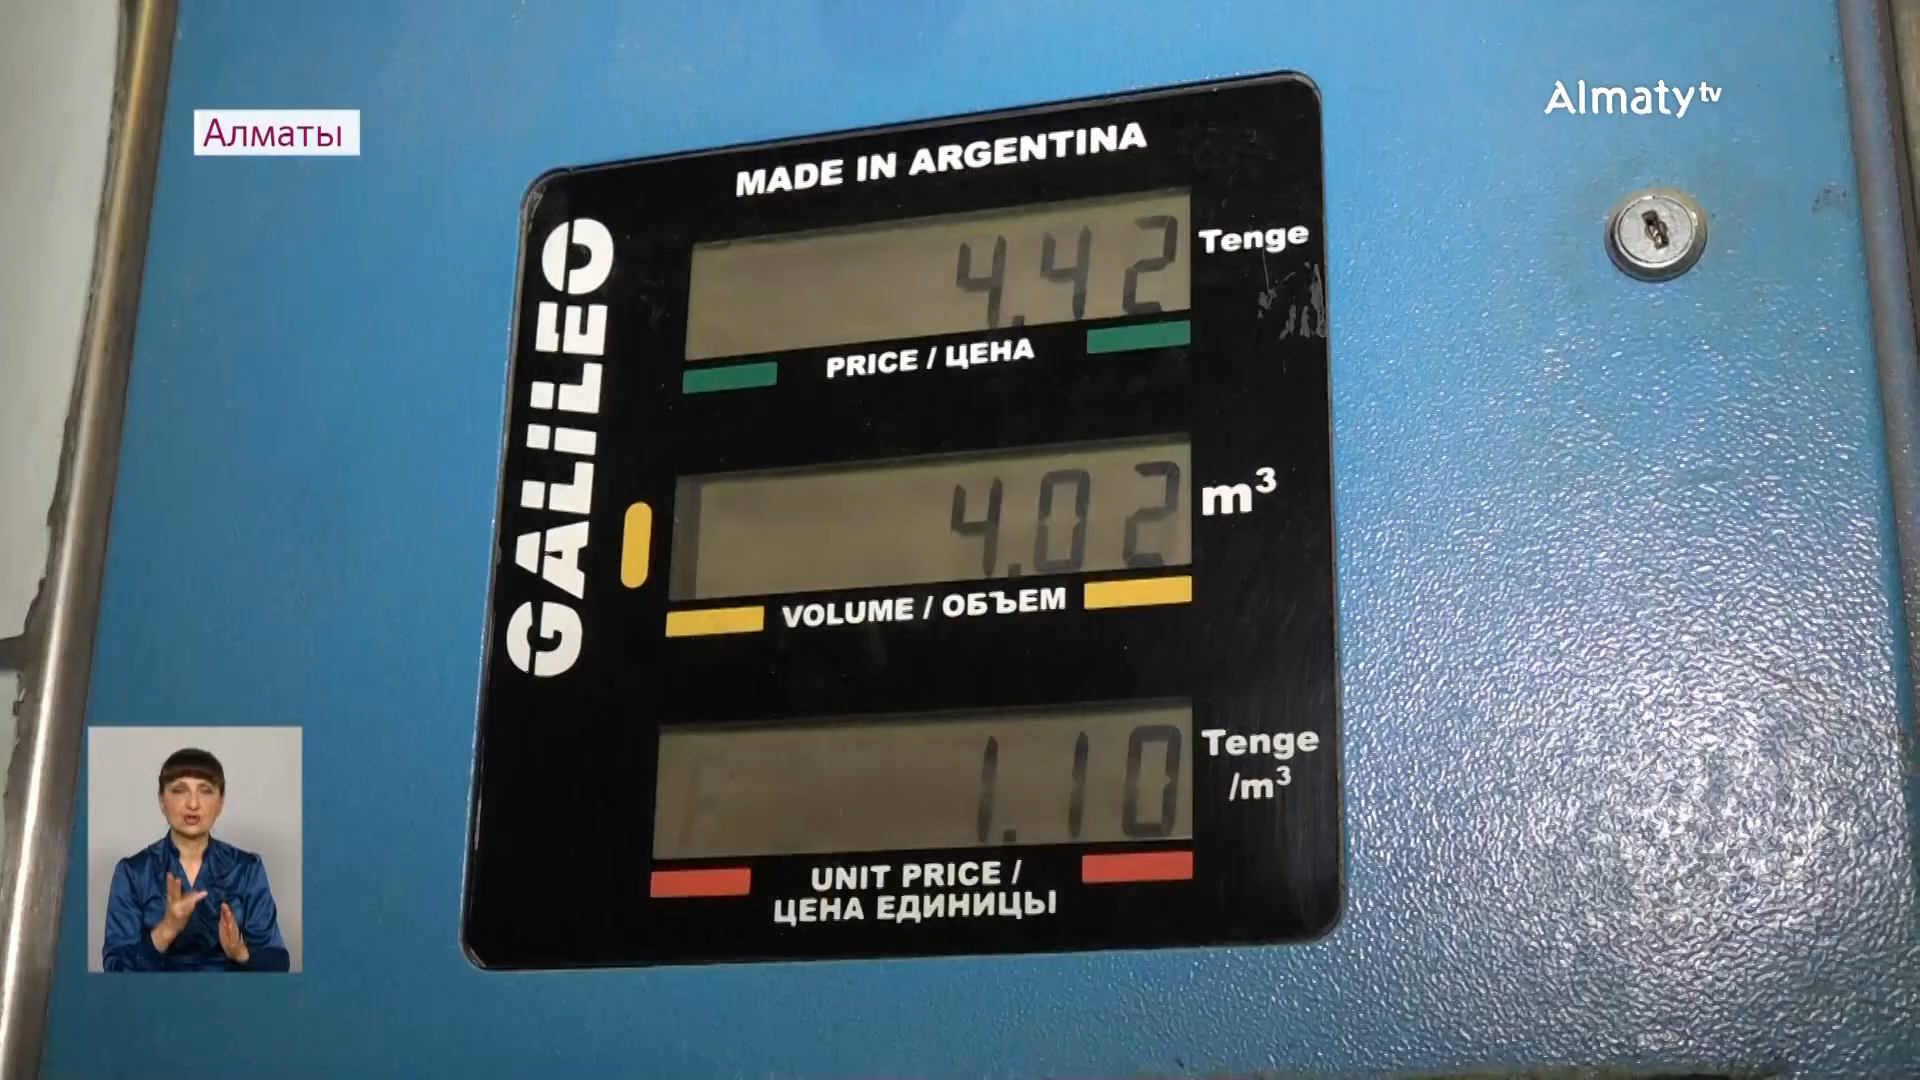 Алматы
Almaty tv
MADE IN ARGENTINA
GALILEO
4.42
Tenge
PRICE / ЦЕНА
4.02
m³
VOLUME / ОБЪЕМ
1.10
Tenge
/m³
UNIT PRICE /
ЦЕНА ЕДИНИЦЫ